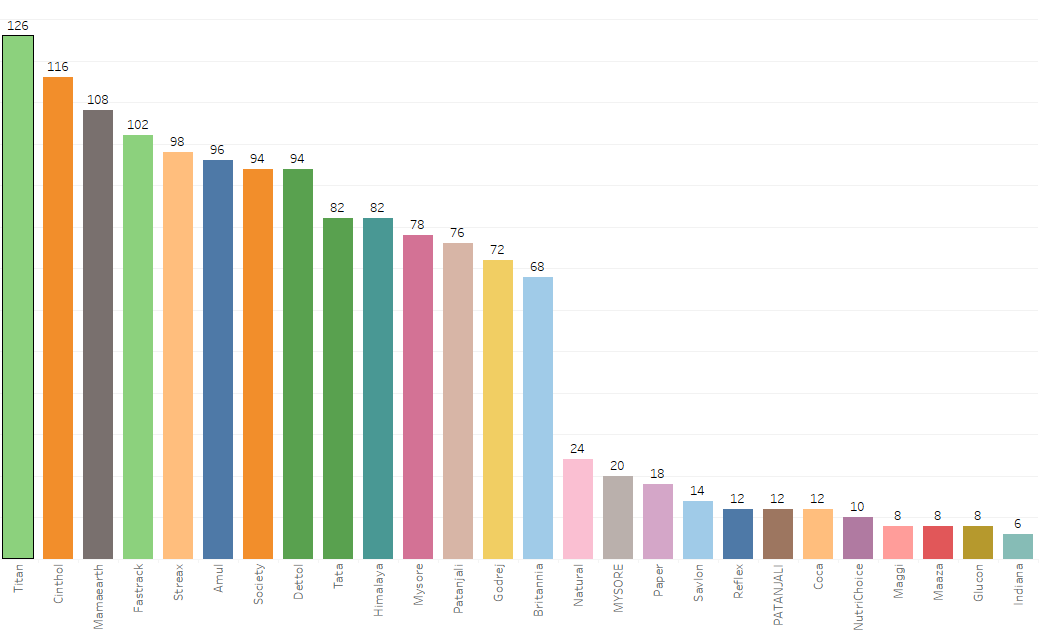 126
116
108
102
98
96
94
94
82
82
78
76
72
68
24
20
18
14
12
12
12
10
8
8
8
6
Titan
Cinthol
Mamaearth
Fastrack
Streax
Amul
Society
Dettol
Tata
Himalaya
Mysore
Patanjali
Godrej
Britannia
Natural
MYSORE
Paper
Savlon
Reflex
PATANJALI
Coca
NutriChoice
Maggi
Maaza
Glucon
Indiana